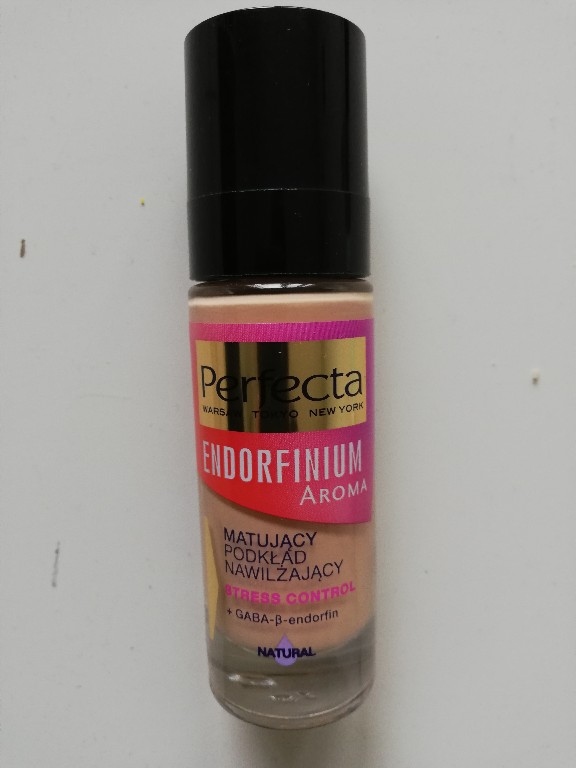 Perfecta
WARSAW TOKYO NEW YORK
ENDORFINIUM
AROMA
MATUJĄCY
PODKŁAD
NAWILŻAJĄCY
STRESS CONTROL
+ GABA-β-endorfin
NATURAL